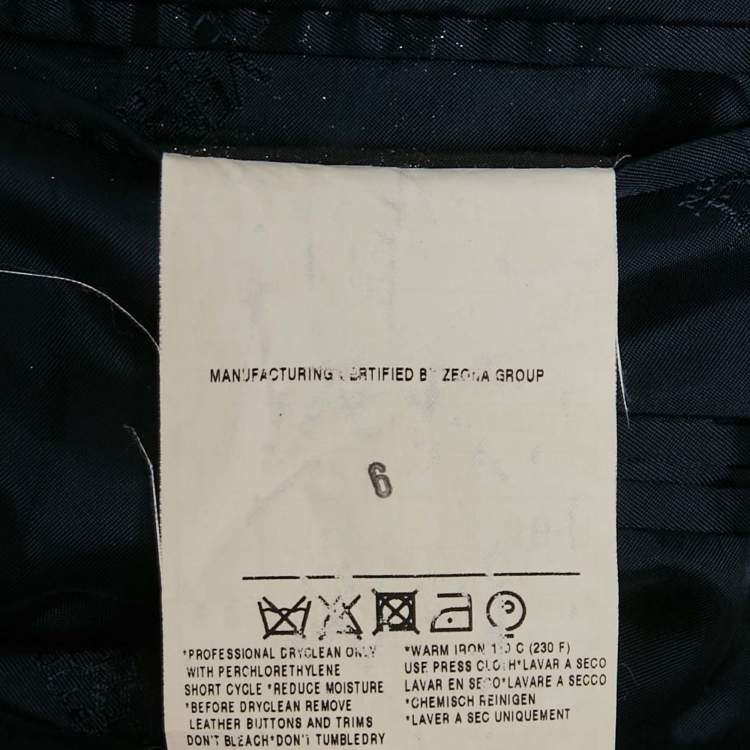 MANUFACTURING CERTIFIED BY ZEGNA GROUP
6
*PROFESSIONAL DRYCLEAN ONLY
WITH PERCHLORETHYLENE
SHORT CYCLE *REDUCE MOISTURE
*BEFORE DRYCLEAN REMOVE
LEATHER BUTTONS AND TRIMS
DON'T BLEACH*DON'T TUMBLEDRY
*WARM IRON 110 C (230 F)
USE PRESS CLOTH*LAVAR A SECO
LAVAR EN SECO*LAVARE A SECCO
*CHEMISCH REINIGEN
*LAVER A SEC UNIQUEMENT